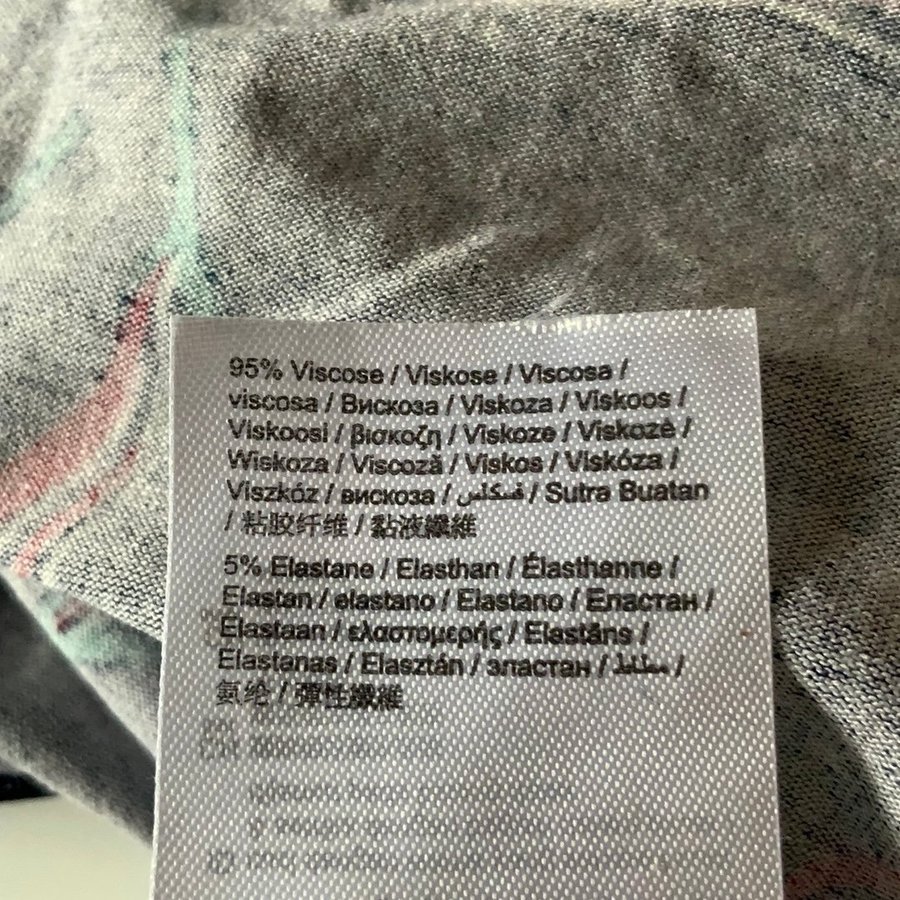 95% Viscose / Viskose / Viscosa /
viscosa / Вискоза / Viskoza / Viskoos /
Viskoosi / βισκοζη / Viskoze / Viskozė /
Wiskoza / Viscoză / Viskos / Viskóza /
Viszkóz / вискоза / فسكلس / Sutra Buatan
/ 粘胶纤维 / 黏液纖維
5% Elastane / Elasthan / Élasthanne /
Elastan / elastano / Elastano / Еластан /
Elastaan / ελαστομερής / Elastāns /
Elastanas / Elasztán / эластан / مطاط /
氨纶 / 彈性纖維